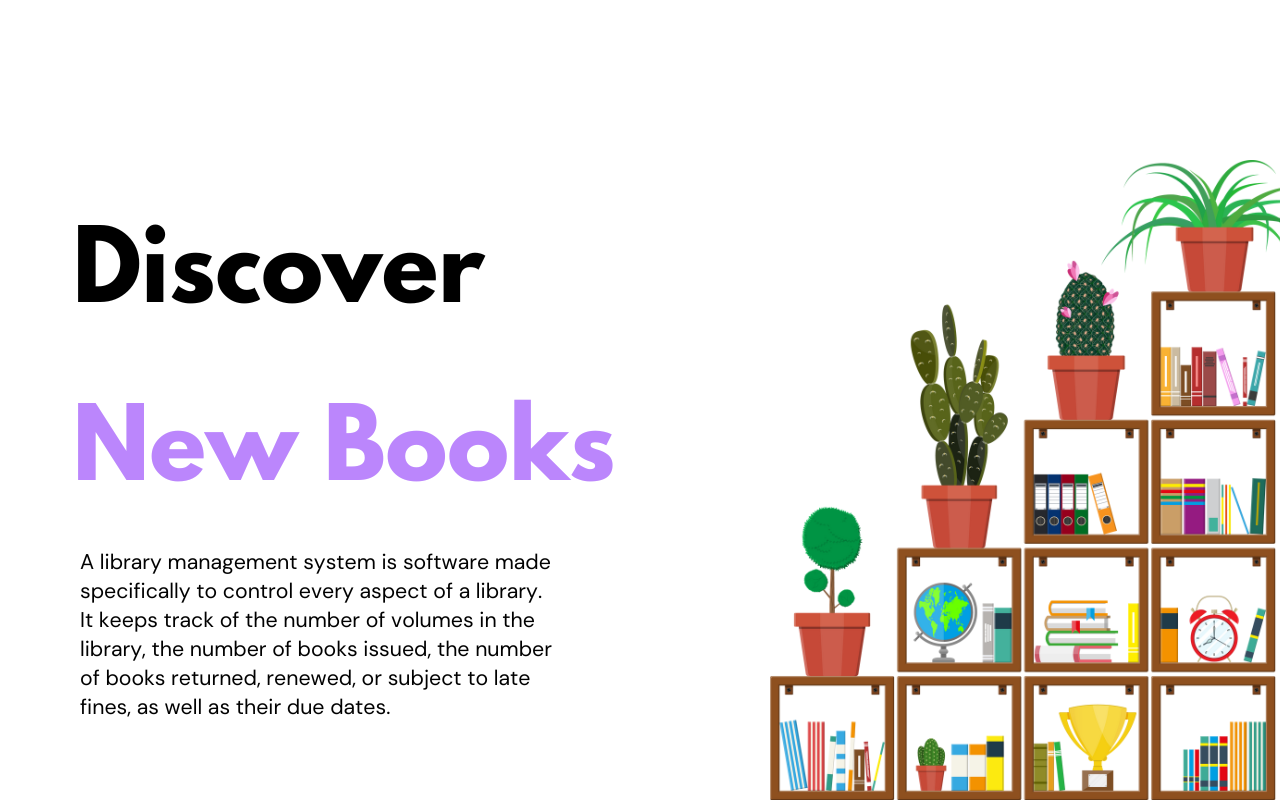 Discover
New Books
A library management system is software made
specifically to control every aspect of a library.
It keeps track of the number of volumes in the
library, the number of books issued, the number
of books returned, renewed, or subject to late
fines, as well as their due dates.